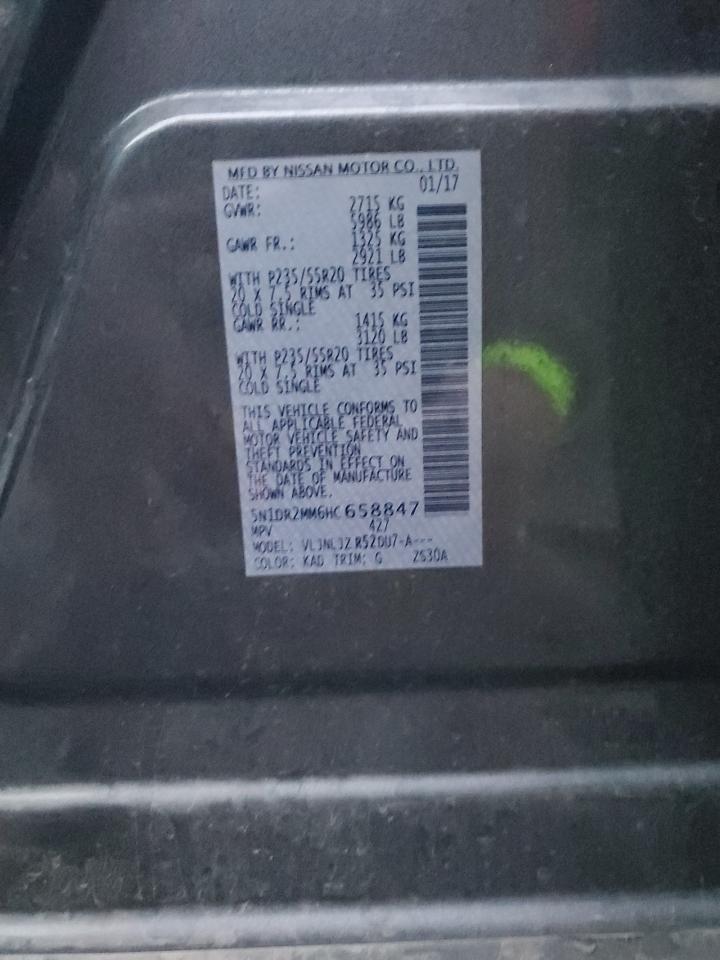 MFD BY NISSAN MOTOR CO., LTD.
DATE: 01/17
GVWR: 2715 KG
5986 LB
GAWR FR.: 1325 KG
2921 LB
WITH P235/55R20 TIRES
20 X 7.5 RIMS AT 35 PSI
COLD SINGLE
GAWR RR.: 1415 KG
3120 LB
WITH P235/55R20 TIRES
20 X 7.5 RIMS AT 35 PSI
COLD SINGLE
THIS VEHICLE CONFORMS TO
ALL APPLICABLE FEDERAL
MOTOR VEHICLE SAFETY AND
THEFT PREVENTION
STANDARDS IN EFFECT ON
THE DATE OF MANUFACTURE
SHOWN ABOVE.
5N1DR2MM6HC658847
MPV 427
MODEL: R52DU7-A---
COLOR: KAD TRIM: G